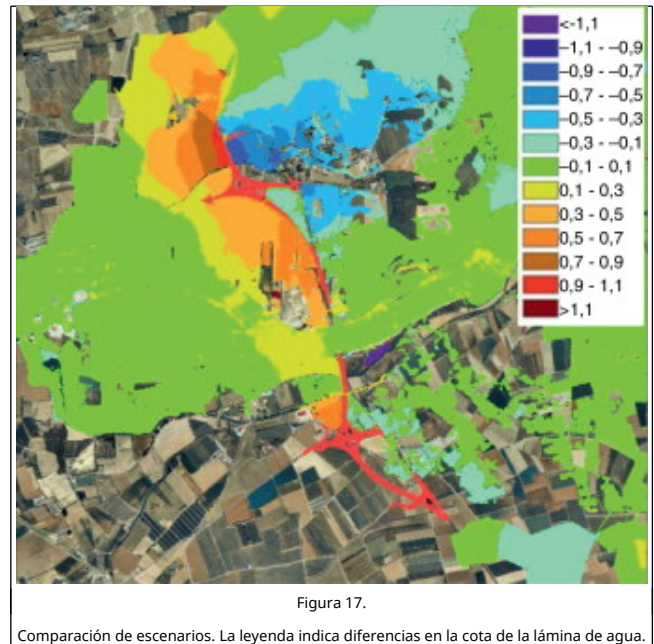 <-1,1
-1,1 - -0,9
-0,9 - -0,7
-0,7 - -0,5
-0,5 - -0,3
-0,3 - -0,1
-0,1 - 0,1
0,1 - 0,3
0,3 - 0,5
0,5 - 0,7
0,7 - 0,9
0,9 - 1,1
>1,1
Figura 17.
Comparación de escenarios. La leyenda indica diferencias en la cota de la lámina de agua.